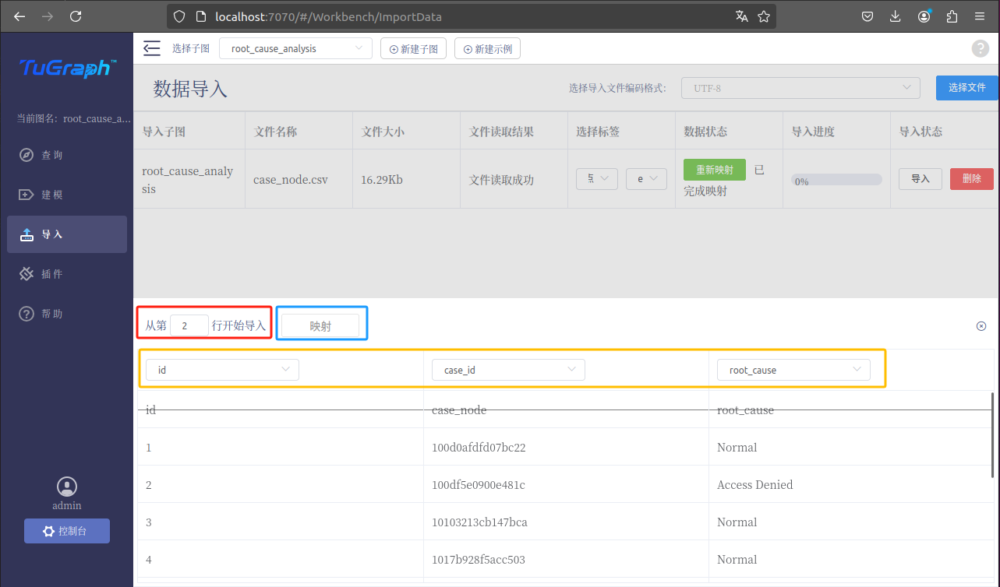 localhost:7070/#/Workbench/ImportData
TuGraph™
选择子图 root_cause_analysis 新建子图 新建示例
数据导入 选择导入文件编码格式: UTF-8 选择文件
当前图名: root_cause_a...
查询
建模
导入
插件
帮助
admin
控制台
导入子图 文件名称 文件大小 文件读取结果 选择标签 数据状态 导入进度 导入状态
root_cause_analy
sis
case_node.csv 16.29Kb 文件读取成功 e 重新映射 已
完成映射
0% 导入 删除
从第 2 行开始导入 映射
id case_id root_cause
id case_node root_cause
1 100d0afdfd07bc22 Normal
2 100df5e0900e481c Access Denied
3 10103213cb147bca Normal
4 1017b928f5acc503 Normal